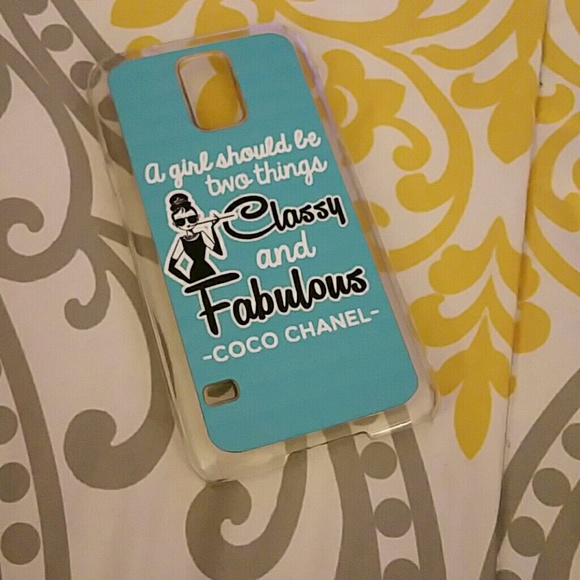 A girl should be
two things
Classy
and
Fabulous
-COCO CHANEL-